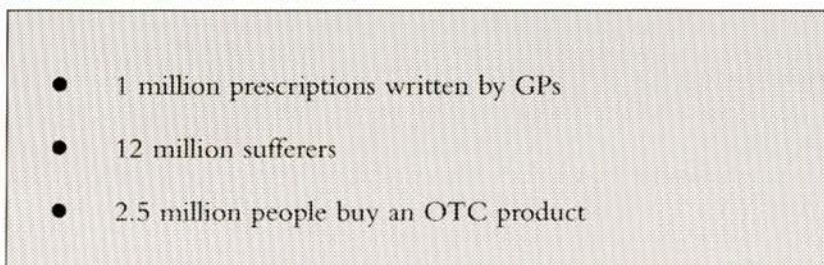 ● 1 million prescriptions written by GPs
● 12 million sufferers
● 2.5 million people buy an OTC product